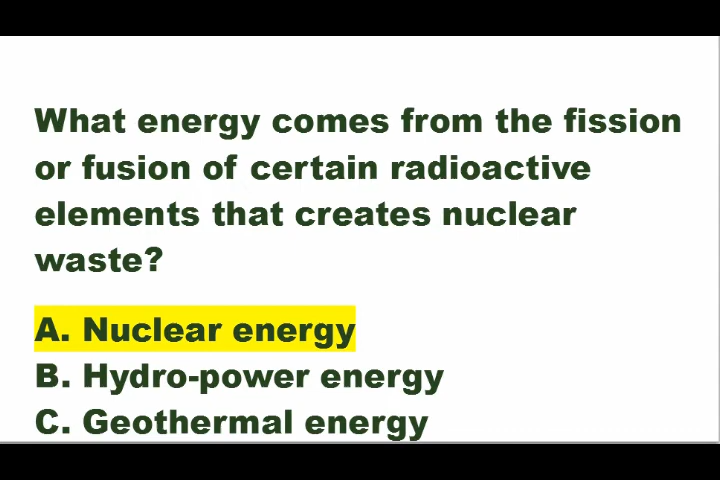 What energy comes from the fission
or fusion of certain radioactive
elements that creates nuclear
waste?
A. Nuclear energy
B. Hydro-power energy
C. Geothermal energy